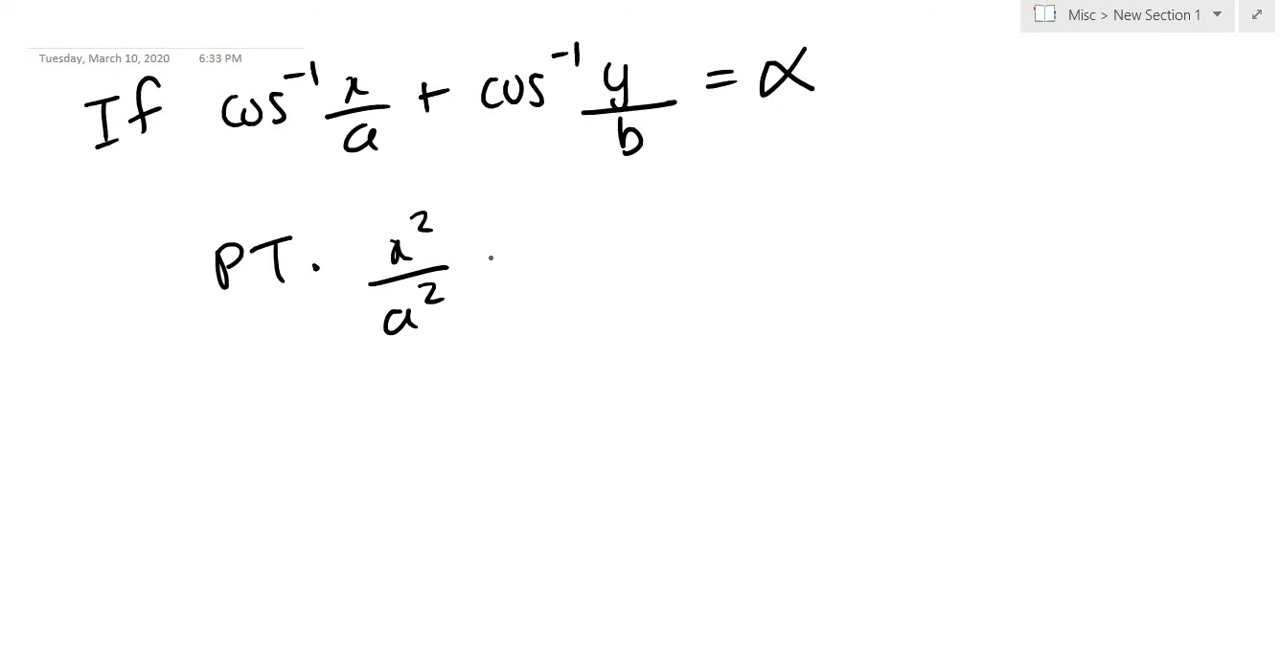 Misc > New Section 1
Tuesday, March 10, 2020 6:33 PM
If cos⁻¹ x/a + cos⁻¹ y/b = α
PT. x²/a²